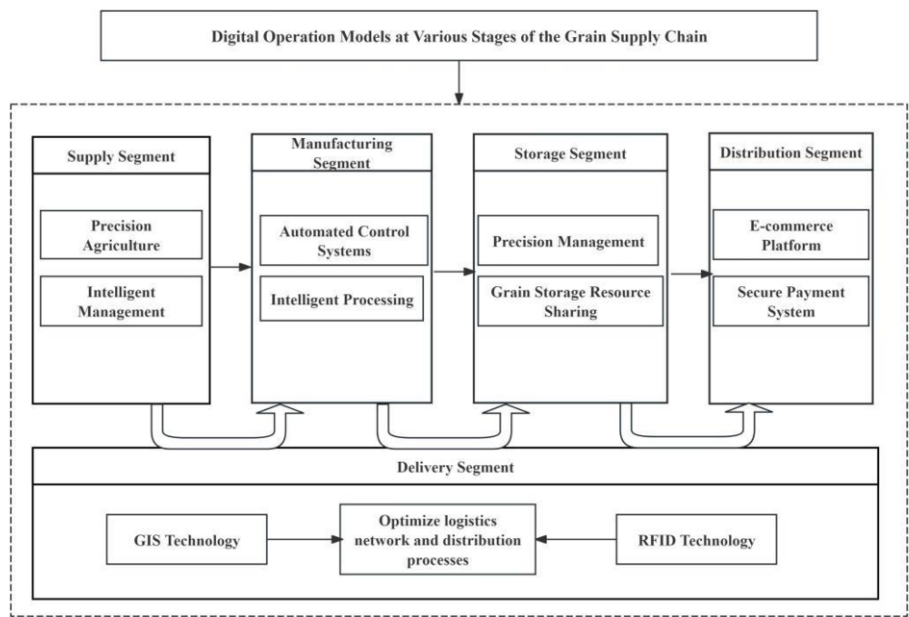 Digital Operation Models at Various Stages of the Grain Supply Chain
Supply Segment
Precision
Agriculture
Intelligent
Management
Manufacturing
Segment
Automated Control
Systems
Intelligent Processing
Storage Segment
Precision Management
Grain Storage Resource
Sharing
Distribution Segment
E-commerce
Platform
Secure Payment
System
Delivery Segment
GIS Technology
Optimize logistics
network and distribution
processes
RFID Technology